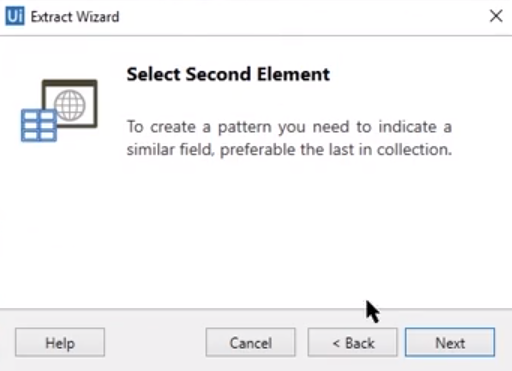 Ui Extract Wizard
Select Second Element
To create a pattern you need to indicate a
similar field, preferable the last in collection.
Help Cancel < Back Next